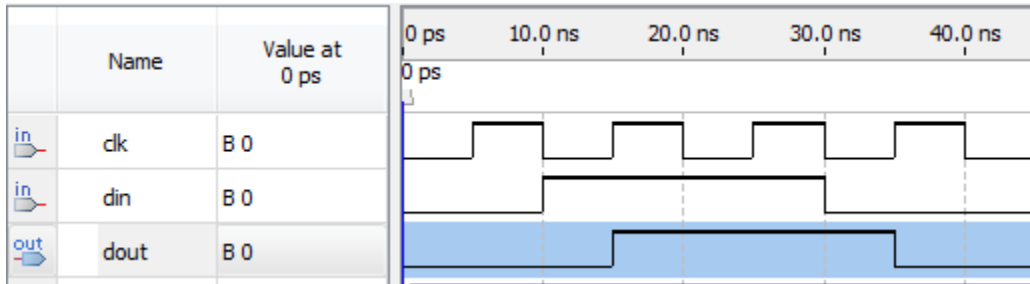 Name
Value at
0 ps
0 ps 10.0 ns 20.0 ns 30.0 ns 40.0 ns
0 ps
in clk B 0
in din B 0
out dout B 0